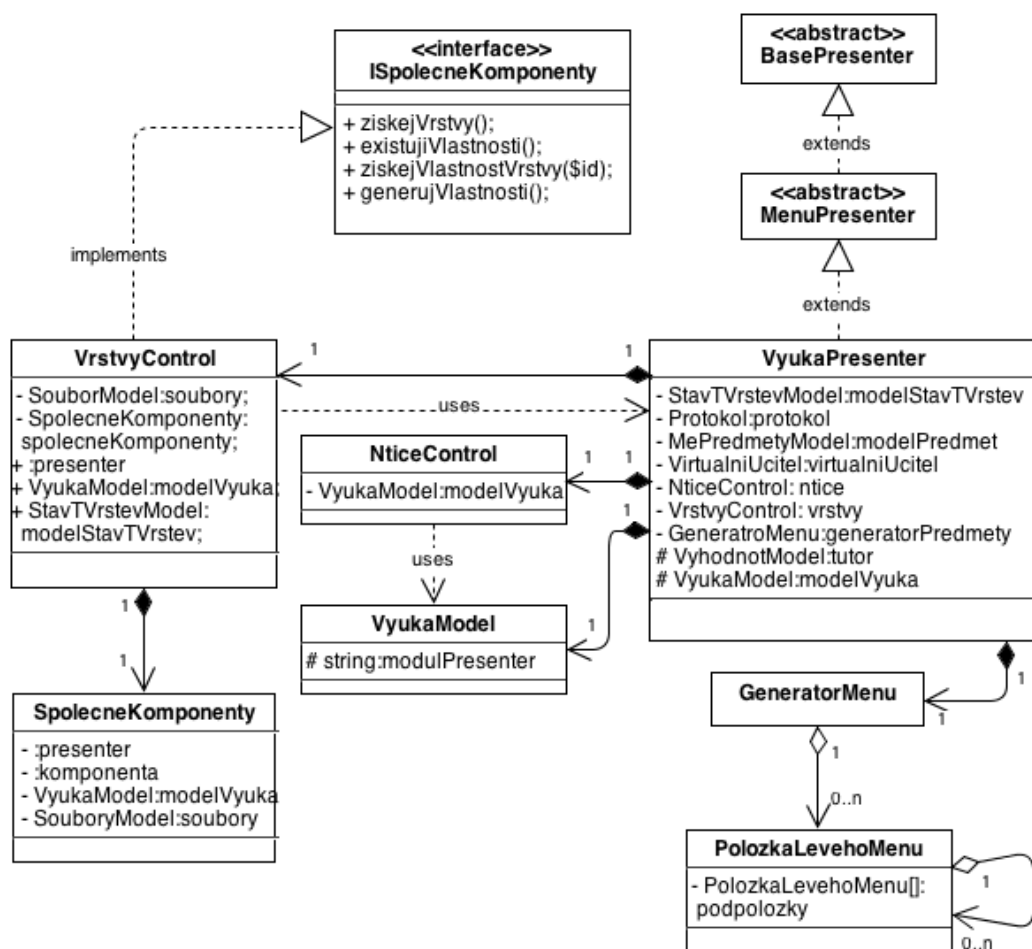 <<interface>>
ISpolecneKomponenty
+ ziskejVrstvy();
+ existujiVlastnosti();
+ ziskejVlastnostVrstvy($id);
+ generujVlastnosti();
<<abstract>>
BasePresenter
extends
<<abstract>>
MenuPresenter
extends
implements
VrstvyControl
- SouborModel:soubory;
- SpolecneKomponenty:
spolecneKomponenty;
+ :presenter
+ VyukaModel:modelVyuka;
+ StavTVrstevModel:
modelStavTVrstev;
1
1
uses
VyukaPresenter
- StavTVrstevModel:modelStavTVrstev
- Protokol:protokol
- MePredmetyModel:modelPredmet
- VirtualniUcitel:virtualniUcitel
- NticeControl: ntice
- VrstvyControl: vrstvy
- GeneratroMenu:generatorPredmety
# VyhodnotModel:tutor
# VyukaModel:modelVyuka
NticeControl
- VyukaModel:modelVyuka
1
1
1
uses
VyukaModel
# string:modulPresenter
1
1
1
SpolecneKomponenty
- :presenter
- :komponenta
- VyukaModel:modelVyuka
- SouboryModel:soubory
1
GeneratorMenu
1
1
0..n
PolozkaLevehoMenu
- PolozkaLevehoMenu[]:
podpolozky
1
0..n